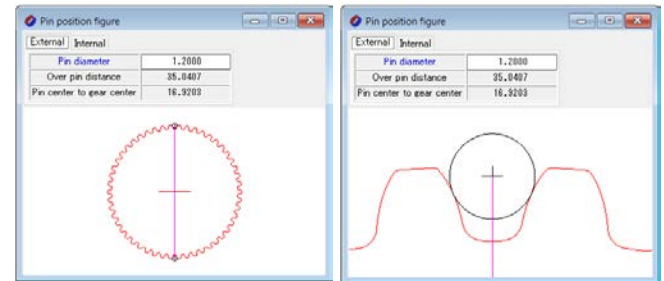 Pin position figure
External Internal
Pin diameter 1.2000
Over pin distance 35.0407
Pin center to gear center 16.9203
Pin position figure
External Internal
Pin diameter 1.2000
Over pin distance 35.0407
Pin center to gear center 16.9203